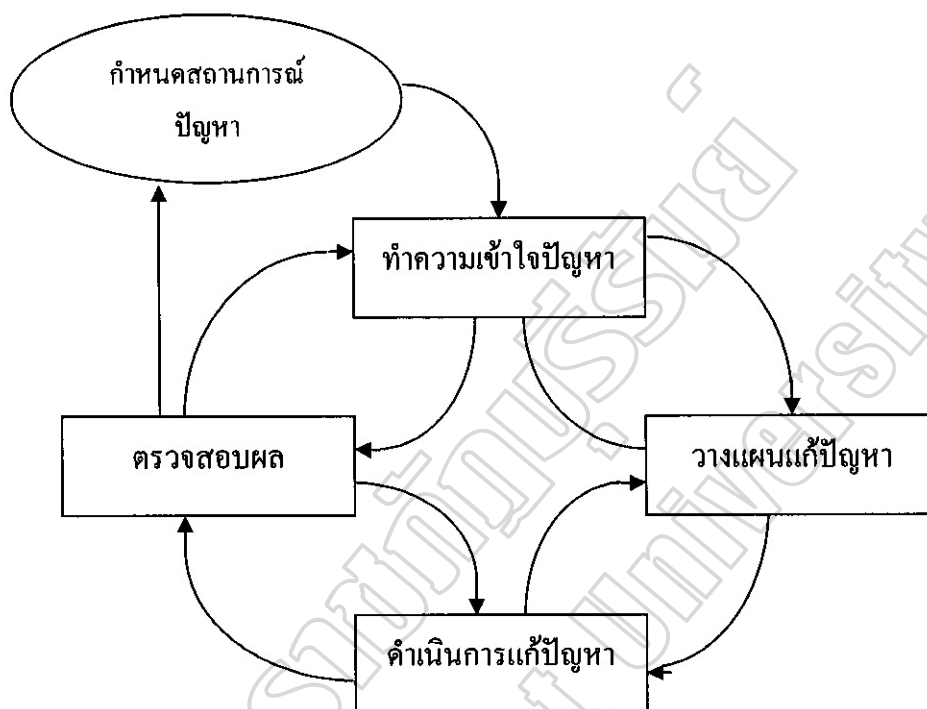 กำหนดสถานการณ์
ปัญหา
ทำความเข้าใจปัญหา
ตรวจสอบผล
วางแผนแก้ปัญหา
ดำเนินการแก้ปัญหา
University
University